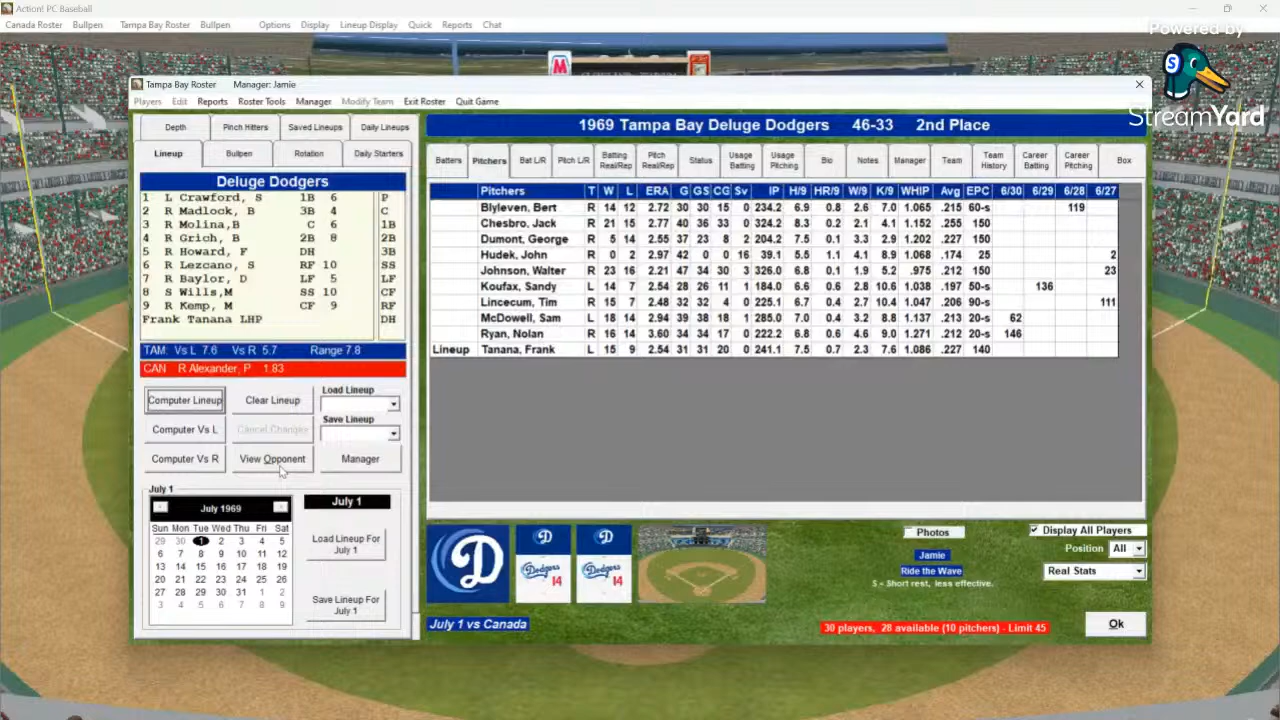 Action! PC Baseball
Canada Roster Bullpen Tampa Bay Roster Bullpen Options Display Lineup Display Quick Reports Chat
Powered by
StreamYard
Tampa Bay Roster Manager: Jamie
Players Edit Reports Roster Tools Manager Modify Team Exit Roster Quit Game
Depth Pinch Hitters Saved Lineups Daily Lineups
Lineup Bullpen Rotation Daily Starters
Deluge Dodgers
1 L Crawford, S 1B 6 P
2 R Madlock, B 3B 4 C
3 R Molina,B C 6 1B
4 R Grich, B 2B 8 2B
5 R Howard, F DH 3B
6 R Lezcano, S RF 10 SS
7 R Baylor, D LF 5 LF
8 S Wills,M SS 10 CF
9 R Kemp, M CF 9 RF
Frank Tanana LHP DH
TAM: Vs L 7.6 Vs R 5.7 Range 7.8
CAN R Alexander, P 1.83
Computer Lineup Clear Lineup Load Lineup
Computer Vs L Cancel Changes Save Lineup
Computer Vs R View Opponent Manager
July 1
July 1969
Sun Mon Tue Wed Thu Fri Sat
29 30 1 2 3 4 5
6 7 8 9 10 11 12
13 14 15 16 17 18 19
20 21 22 23 24 25 26
27 28 29 30 31 1 2
3 4 5 6 7 8 9
July 1
Load Lineup For
July 1
Save Lineup For
July 1
1969 Tampa Bay Deluge Dodgers 46-33 2nd Place
Batters Pitchers Bat L/R Pitch L/R Batting Real/Rep Pitch Real/Rep Status Usage Batting Usage Pitching Bio Notes Manager Team Team History Career Batting Career Pitching Box
Pitchers T W L ERA G GS CG Sv IP H/9 HR/9 W/9 K/9 WHIP Avg EPC 6/30 6/29 6/28 6/27
Blyleven, Bert R 14 12 2.72 30 30 15 0 234.2 6.9 0.8 2.6 7.0 1.065 .215 60-s 119
Chesbro, Jack R 21 15 2.77 40 36 33 0 324.2 8.3 0.2 2.1 4.1 1.152 .255 150
Dumont, George R 5 14 2.55 37 23 8 2 204.2 7.5 0.1 3.3 2.9 1.202 .227 150
Hudek, John R 0 2 2.97 42 0 0 16 39.1 5.5 1.1 4.1 8.9 1.068 .174 25 2
Johnson, Walter R 23 16 2.21 47 34 30 3 326.0 6.8 0.1 1.9 5.2 .975 .212 150 23
Koufax, Sandy L 14 7 2.54 28 26 11 1 184.0 6.6 0.6 2.8 10.6 1.038 .197 50-s 136
Lincecum, Tim R 15 7 2.48 32 32 4 0 225.1 6.7 0.4 2.7 10.4 1.047 .206 90-s 111
McDowell, Sam L 18 14 2.94 39 38 18 1 285.0 7.0 0.4 3.2 8.8 1.137 .213 20-s 62
Ryan, Nolan R 16 14 3.60 34 34 17 0 222.2 6.8 0.6 4.6 9.0 1.271 .212 20-s 146
Lineup Tanana, Frank L 15 9 2.54 31 31 20 0 241.1 7.5 0.7 2.3 7.6 1.086 .227 140
D D Dodgers 14 D Dodgers 14
Photos
Jamie
Ride the Wave
S = Short rest, less effective.
Display All Players
Position All
Real Stats
July 1 vs Canada
30 players, 28 available (10 pitchers) - Limit 45
Ok